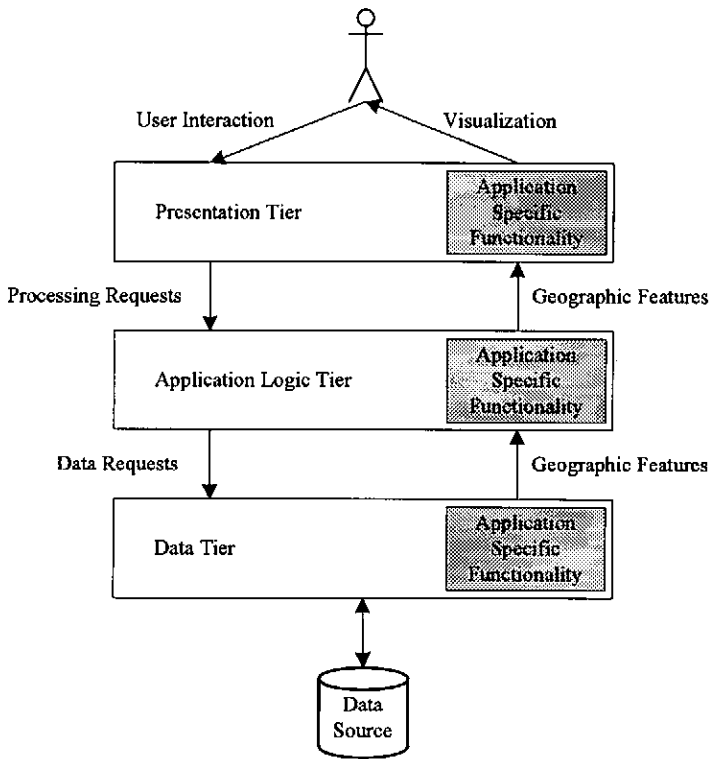 User Interaction
Visualization
Presentation Tier
Application
Specific
Functionality
Processing Requests
Geographic Features
Application Logic Tier
Application
Specific
Functionality
Data Requests
Geographic Features
Data Tier
Application
Specific
Functionality
Data
Source